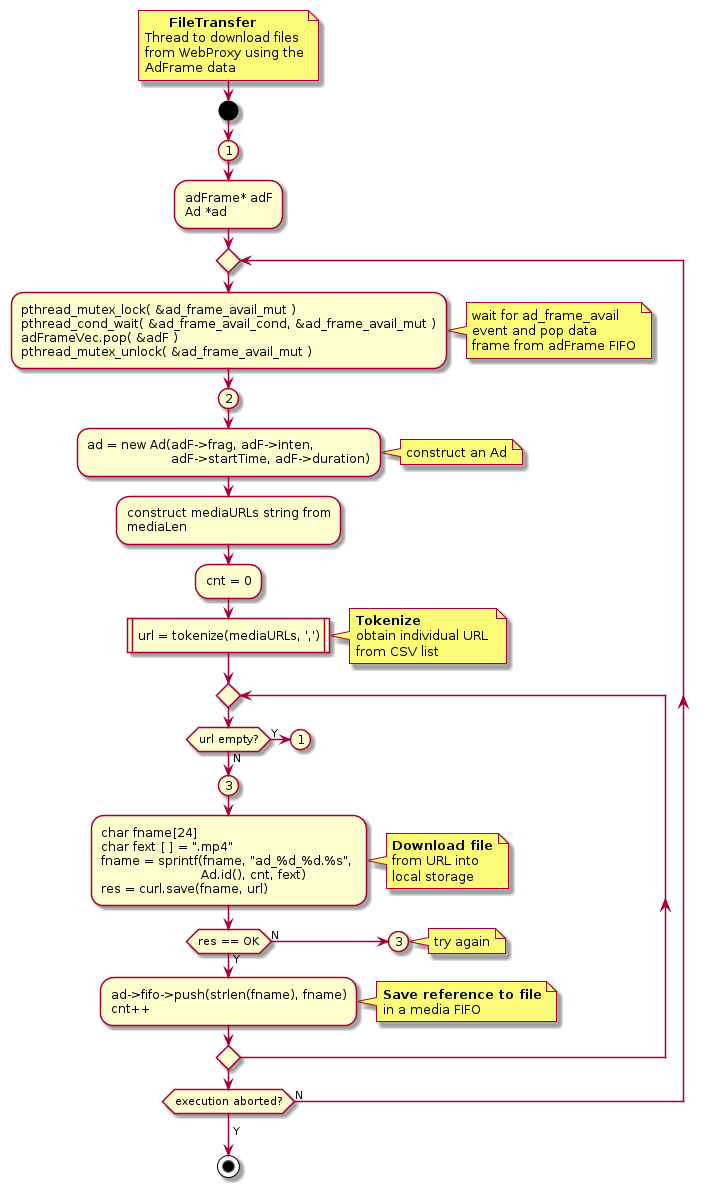 FileTransfer
Thread to download files
from WebProxy using the
AdFrame data
1
adFrame* adF
Ad *ad
pthread_mutex_lock( &ad_frame_avail_mut )
pthread_cond_wait( &ad_frame_avail_cond, &ad_frame_avail_mut )
adFrameVec.pop( &adF )
pthread_mutex_unlock( &ad_frame_avail_mut )
wait for ad_frame_avail
event and pop data
frame from adFrame FIFO
2
ad = new Ad(adF->frag, adF->inten,
adF->startTime, adF->duration)
construct an Ad
construct mediaURLs string from
mediaLen
cnt = 0
url = tokenize(mediaURLs, ',')
Tokenize
obtain individual URL
from CSV list
url empty?
Y
1
N
3
char fname[24]
char fext [ ] = ".mp4"
fname = sprintf(fname, "ad_%d_%d.%s",
Ad.id(), cnt, fext)
res = curl.save(fname, url)
Download file
from URL into
local storage
res == OK
N
3
try again
Y
ad->fifo->push(strlen(fname), fname)
cnt++
Save reference to file
in a media FIFO
execution aborted?
N
Y